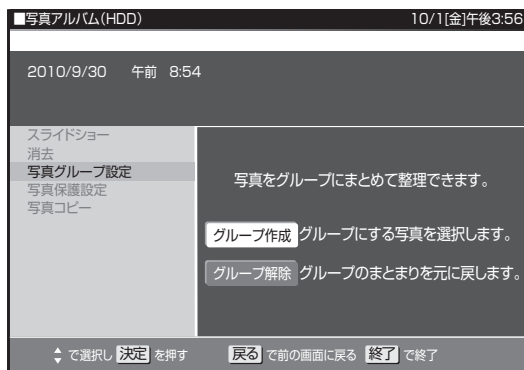 ■写真アルバム(HDD) 10/1[金]午後3:56
2010/9/30 午前 8:54
スライドショー
消去
写真グループ設定
写真保護設定
写真コピー
写真をグループにまとめて整理できます。
グループ作成 グループにする写真を選択します。
グループ解除 グループのまとまりを元に戻します。
で選択し 決定 を押す 戻る で前の画面に戻る 終了 で終了